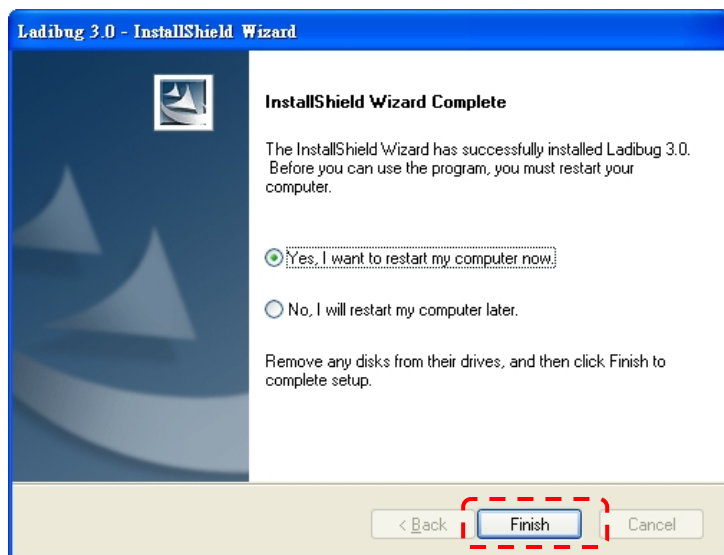 Ladibug 3.0 - InstallShield Wizard
InstallShield Wizard Complete
The InstallShield Wizard has successfully installed Ladibug 3.0.
Before you can use the program, you must restart your
computer.
Yes, I want to restart my computer now.
No, I will restart my computer later.
Remove any disks from their drives, and then click Finish to
complete setup.
< Back Finish Cancel